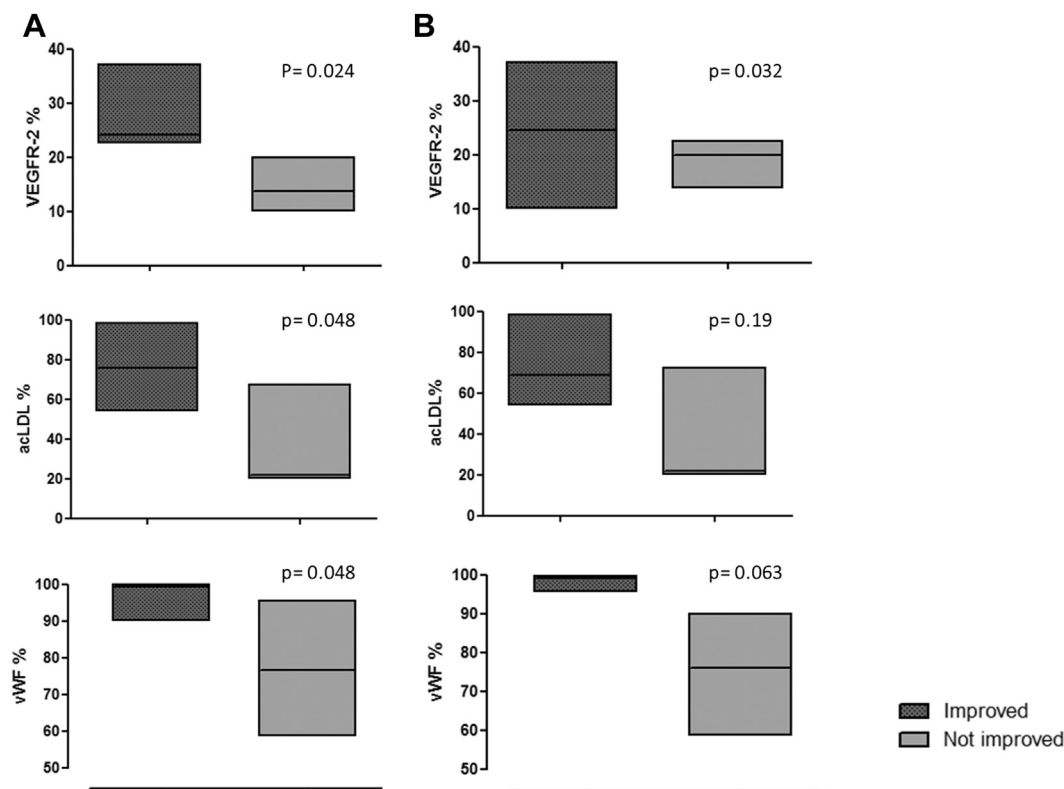 A
B
VEGFR-2 %
40
30
20
10
0
P= 0.024
VEGFR-2 %
40
30
20
10
0
p= 0.032
acLDL %
100
80
60
40
20
0
p= 0.048
acLDL%
100
80
60
40
20
0
p= 0.19
vWF %
100
90
80
70
60
50
p= 0.048
vWF %
100
90
80
70
60
50
p= 0.063
Improved
Not improved